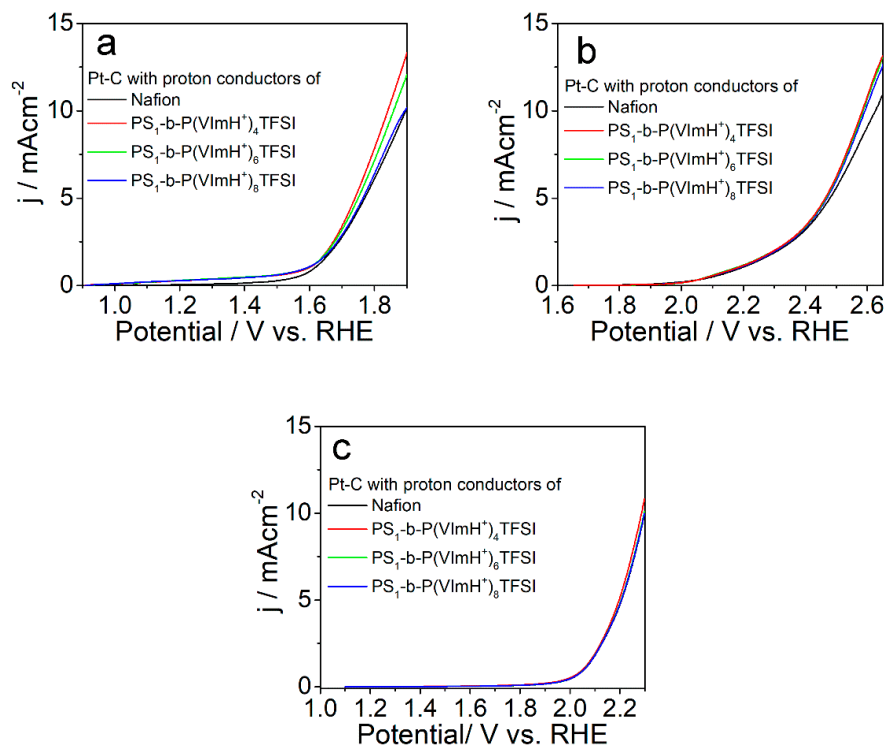 a
15
10
5
0
j / mAcm⁻²
Pt-C with proton conductors of
Nafion
PS₁-b-P(VImH⁺)₄TFSI
PS₁-b-P(VImH⁺)₆TFSI
PS₁-b-P(VImH⁺)₈TFSI
1.0 1.2 1.4 1.6 1.8
Potential / V vs. RHE
b
15
10
5
0
j / mAcm⁻²
Pt-C with proton conductors of
Nafion
PS₁-b-P(VImH⁺)₄TFSI
PS₁-b-P(VImH⁺)₆TFSI
PS₁-b-P(VImH⁺)₈TFSI
1.6 1.8 2.0 2.2 2.4 2.6
Potential / V vs. RHE
c
15
10
5
0
j / mAcm⁻²
Pt-C with proton conductors of
Nafion
PS₁-b-P(VImH⁺)₄TFSI
PS₁-b-P(VImH⁺)₆TFSI
PS₁-b-P(VImH⁺)₈TFSI
1.0 1.2 1.4 1.6 1.8 2.0 2.2
Potential/ V vs. RHE